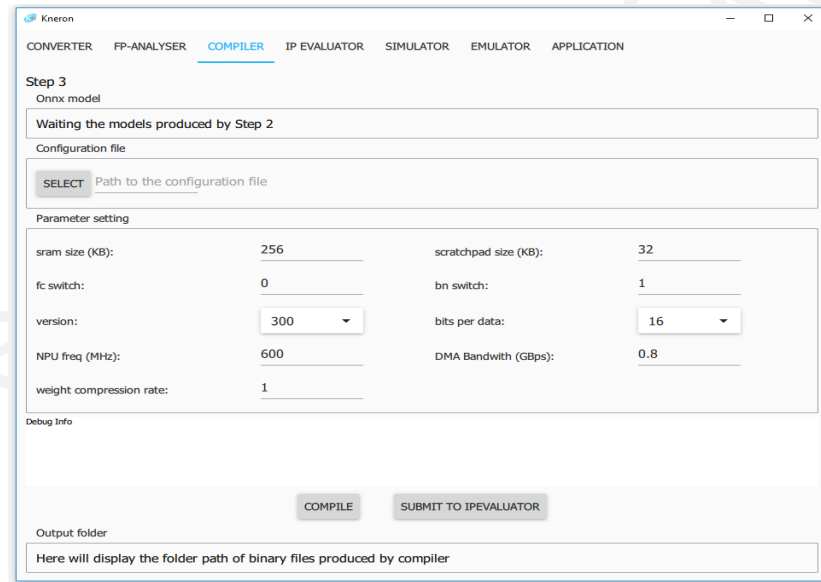 Kneron
CONVERTER FP-ANALYSER COMPILER IP EVALUATOR SIMULATOR EMULATOR APPLICATION
Step 3
Onnx model
Waiting the models produced by Step 2
Configuration file
SELECT Path to the configuration file
Parameter setting
sram size (KB): 256 scratchpad size (KB): 32
fc switch: 0 bn switch: 1
version: 300 bits per data: 16
NPU freq (MHz): 600 DMA Bandwith (GBps): 0.8
weight compression rate: 1
Debug Info
COMPILE SUBMIT TO IPEVALUATOR
Output folder
Here will display the folder path of binary files produced by compiler